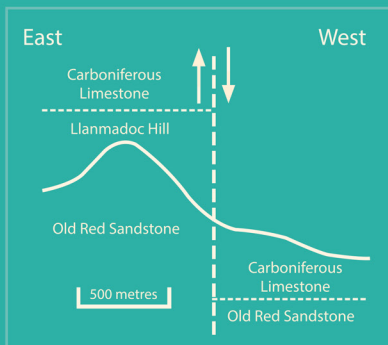 East
West
Carboniferous
Limestone
Llanmadoc Hill
Old Red Sandstone
500 metres
Carboniferous
Limestone
Old Red Sandstone